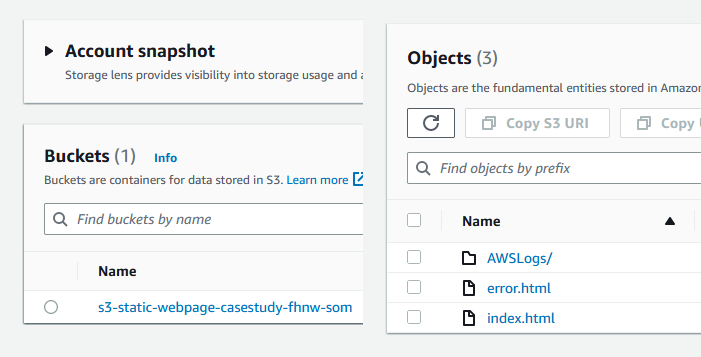 Account snapshot
Storage lens provides visibility into storage usage and a
Buckets (1) Info
Buckets are containers for data stored in S3. Learn more
Find buckets by name
Name
s3-static-webpage-casestudy-fhnw-som
Objects (3)
Objects are the fundamental entities stored in Amazon
Copy S3 URI
Copy
Find objects by prefix
Name
AWSLogs/
error.html
index.html